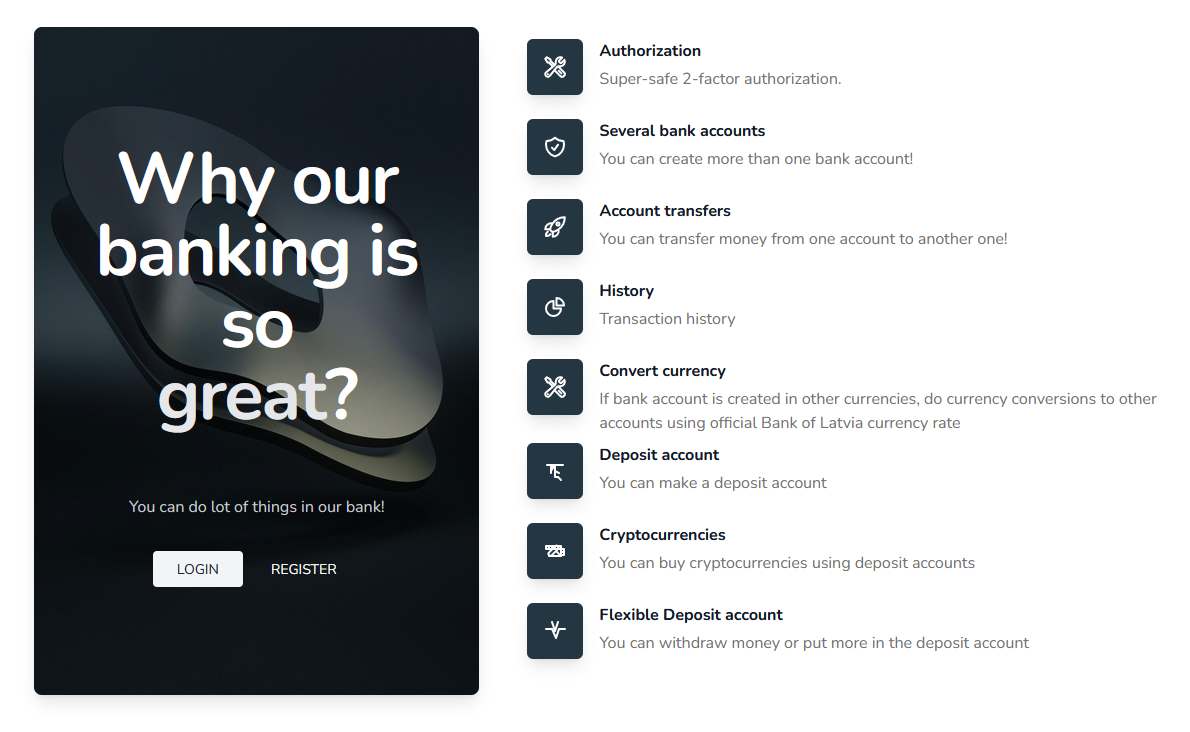 Why our
banking is
so
great?
You can do lot of things in our bank!
LOGIN
REGISTER
Authorization
Super-safe 2-factor authorization.
Several bank accounts
You can create more than one bank account!
Account transfers
You can transfer money from one account to another one!
History
Transaction history
Convert currency
If bank account is created in other currencies, do currency conversions to other
accounts using official Bank of Latvia currency rate
Deposit account
You can make a deposit account
Cryptocurrencies
You can buy cryptocurrencies using deposit accounts
Flexible Deposit account
You can withdraw money or put more in the deposit account